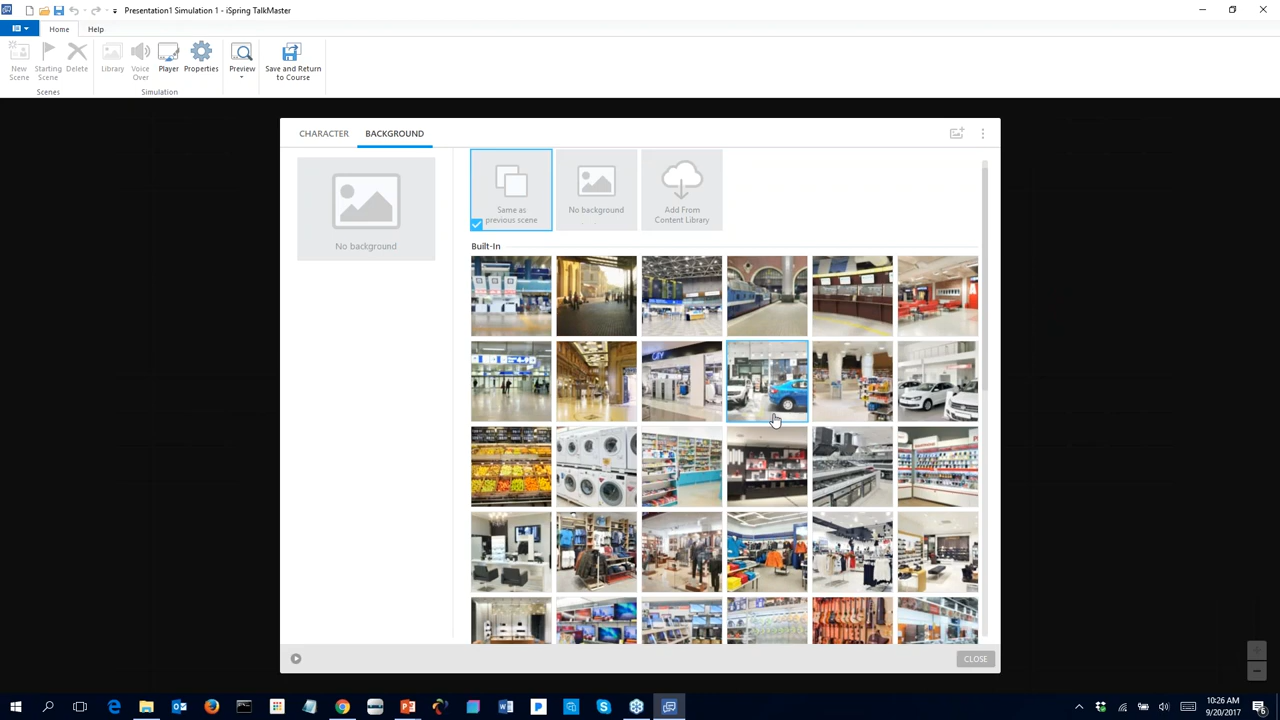 Presentation1 Simulation 1 - iSpring TalkMaster
Home
Help
New
Scene
Starting
Scene
Delete
Library
Voice
Over
Player
Properties
Preview
Save and Return
to Course
Scenes
Simulation
CHARACTER
BACKGROUND
No background
Same as
previous scene
No background
Add From
Content Library
Built-In
CITY
CLOSE
10:26 AM
9/20/2017